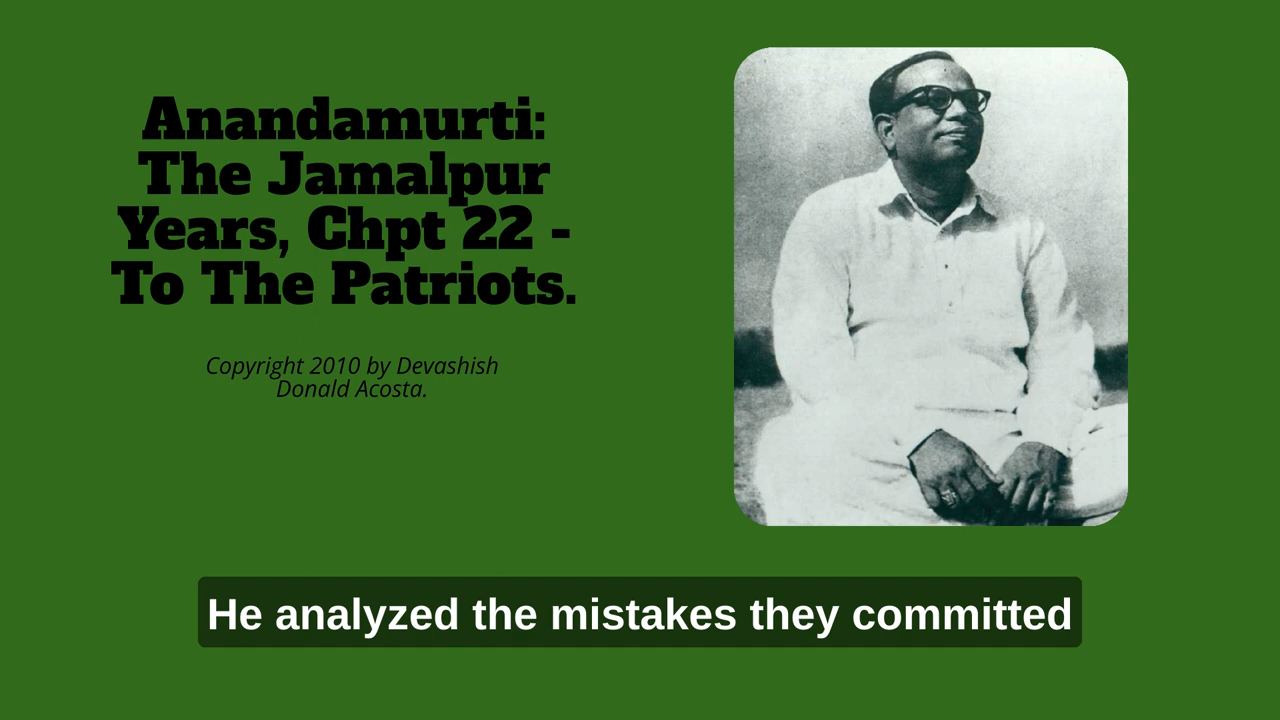 Anandamurti:
The Jamalpur
Years, Chpt 22 -
To The Patriots.
Copyright 2010 by Devashish
Donald Acosta.
He analyzed the mistakes they committed